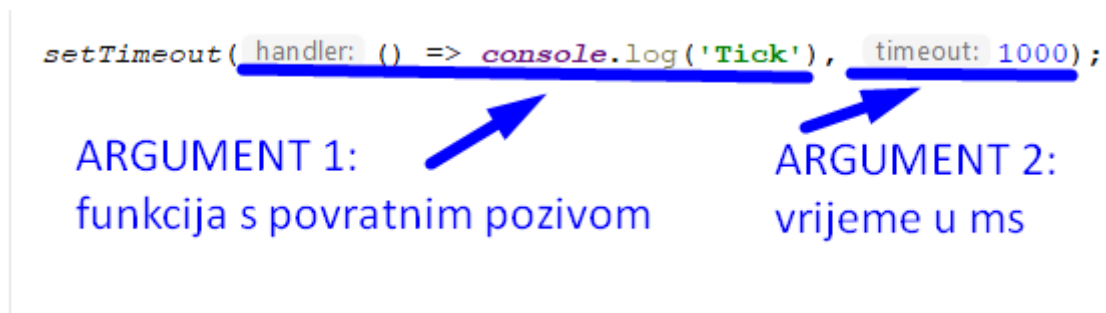 setTimeout( handler: () => console.log('Tick'), timeout: 1000);
ARGUMENT 1:
funkcija s povratnim pozivom
ARGUMENT 2:
vrijeme u ms